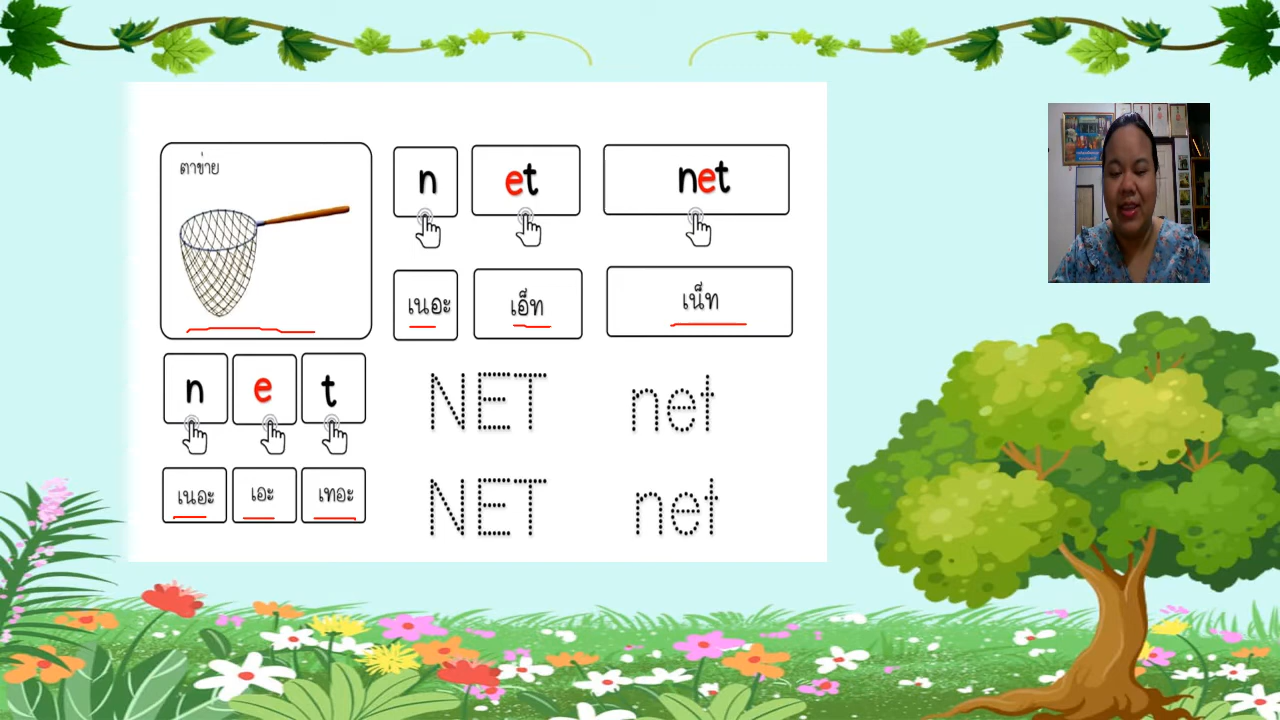 ตาข่าย
n et net
เนอะ เอ็ท เน็ท
n e t
เนอะ เอะ เทอะ
NET net
NET net